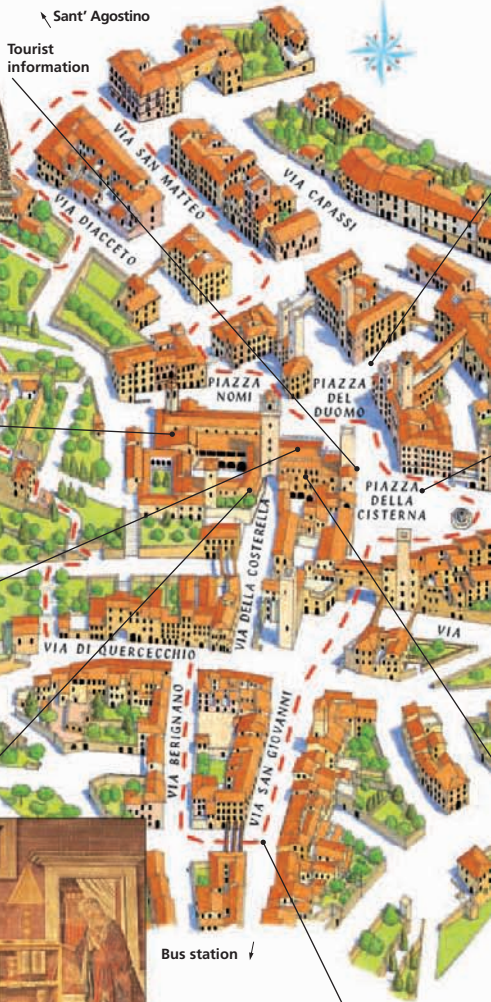 Sant’ Agostino
Tourist
information
VIA SAN MATTEO
VIA CAPASSI
VIA DIACCETO
PIAZZA
NOMI
PIAZZA
DEL
DUOMO
PIAZZA
DELLA
CISTERNA
VIA DELLA COSTERELLA
VIA
VIA DI QUERCECCHIO
VIA BERIGNANO
VIA SAN GIOVANNI
Bus station